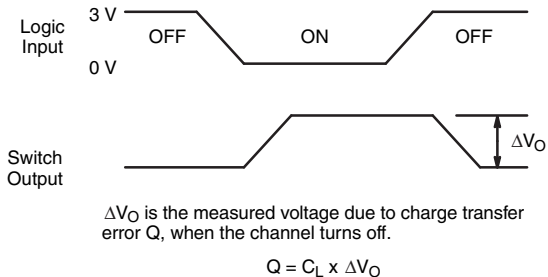 Logic
Input
3 V
0 V
OFF
ON
OFF
Switch
Output
ΔVO
ΔVO is the measured voltage due to charge transfer
error Q, when the channel turns off.
Q = CL x ΔVO